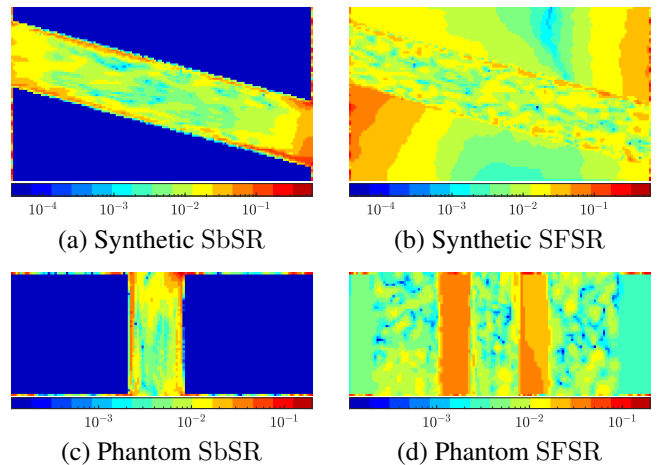 10⁻⁴ 10⁻³ 10⁻² 10⁻¹
10⁻⁴ 10⁻³ 10⁻² 10⁻¹
(a) Synthetic SbSR
(b) Synthetic SFSR
10⁻³ 10⁻² 10⁻¹
10⁻³ 10⁻² 10⁻¹
(c) Phantom SbSR
(d) Phantom SFSR